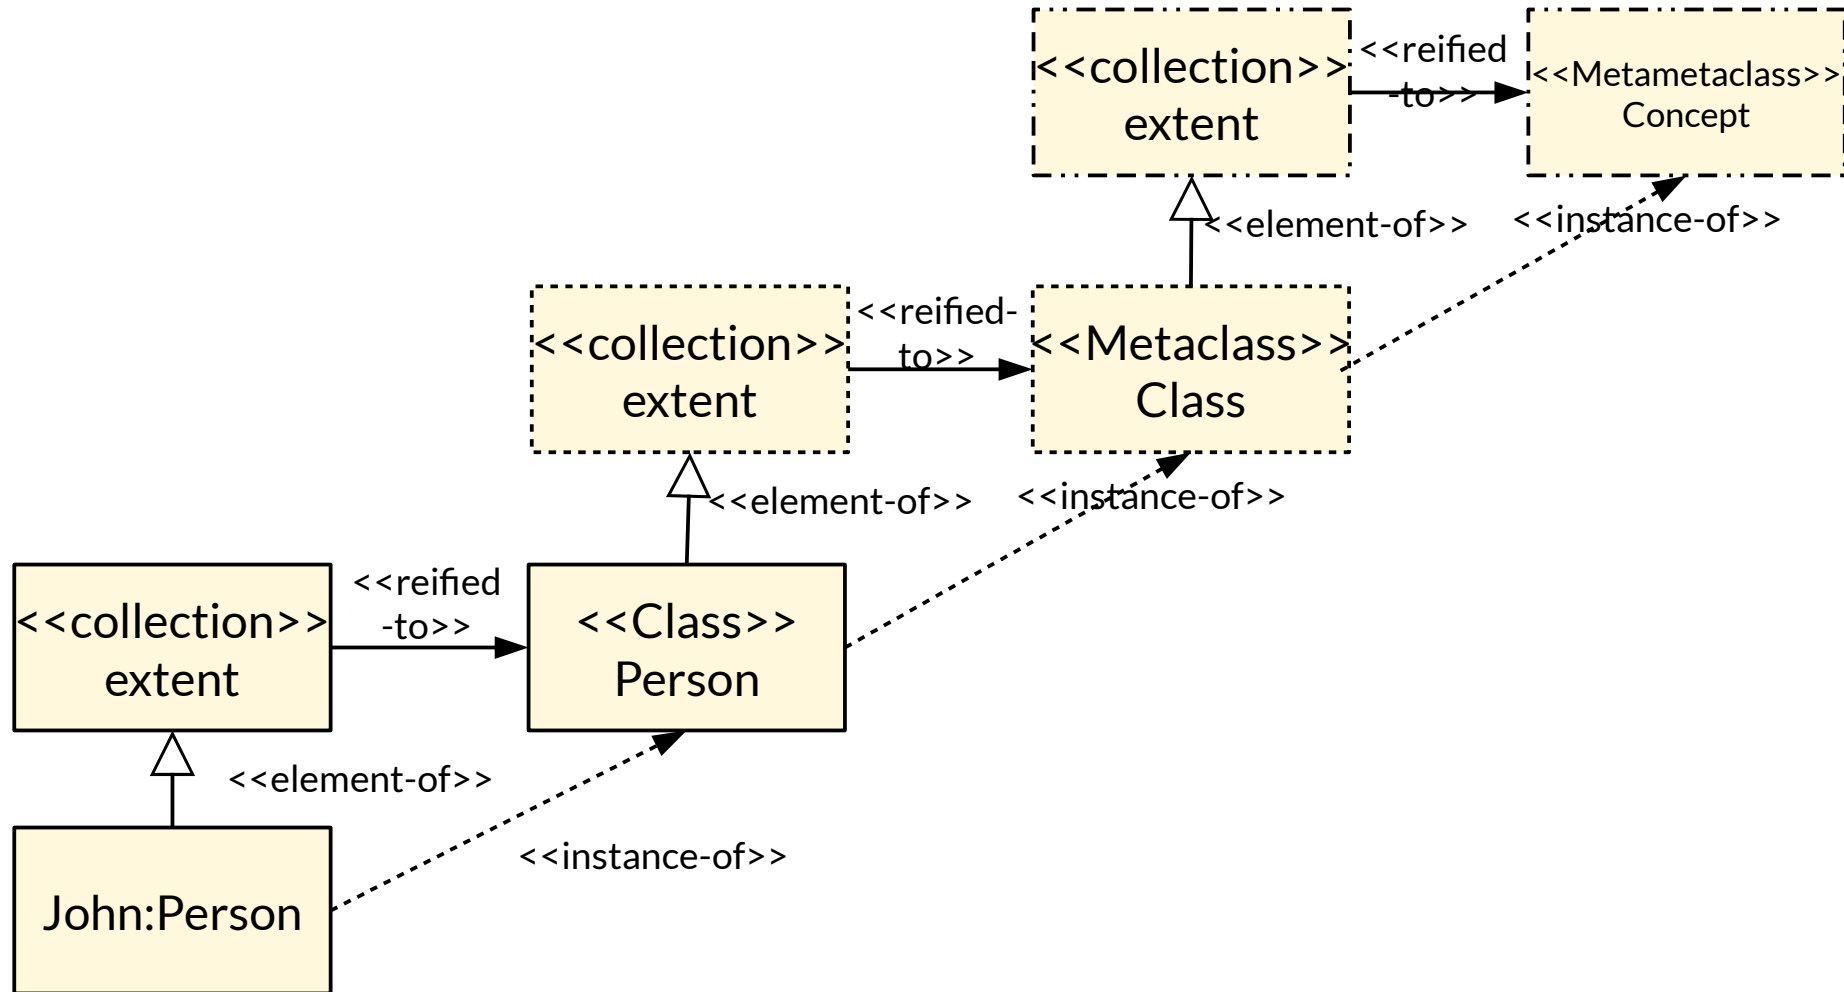 <<collection>>
extent
<<reified
-to>>
<<Metametaclass>>
Concept
<<element-of>>
<<instance-of>>
<<collection>>
extent
<<reified-
to>>
<<Metaclass>>
Class
<<element-of>>
<<instance-of>>
<<collection>>
extent
<<reified
-to>>
<<Class>>
Person
<<element-of>>
<<instance-of>>
John:Person